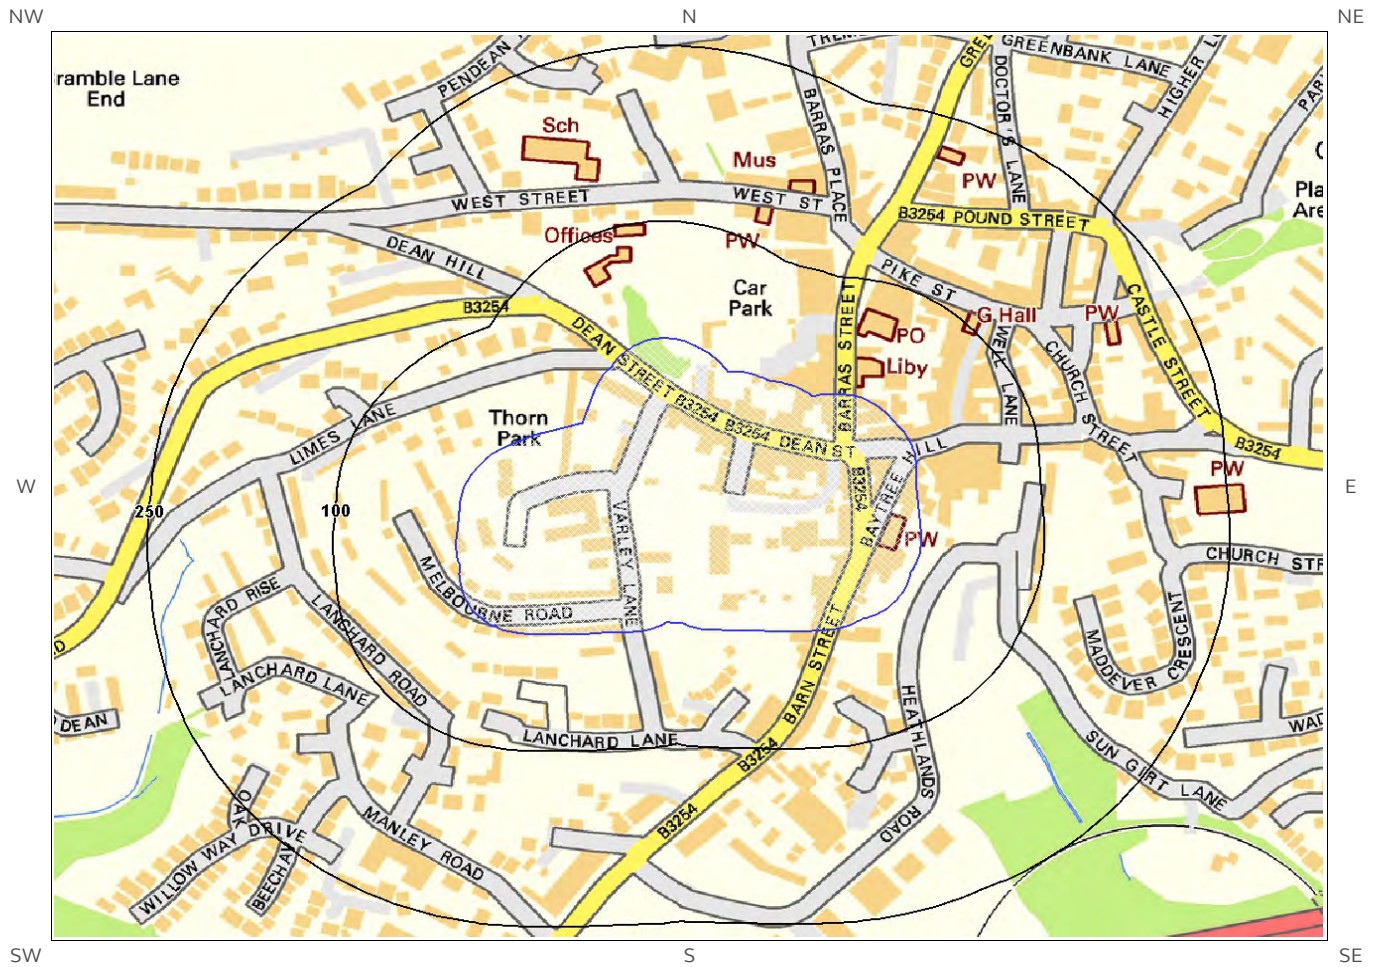 NW
N
NE
ramble Lane
End
PENDEAN
GREENBANK LANE
HIGHER
DOCTOR'S LANE
BARRAS PLACE
Sch
Mus
PW
WEST STREET
WEST ST
B3254 POUND STREET
Offices
PW
DEAN HILL
PIKE ST
Car
Park
B3254
CASTLE STREET
G Hall
PW
DEAN STREET B3254
B3254 DEAN ST
BARRAS STREET
PO
Liby
WELL LANE
CHURCH STREET
Thorn
Park
LIMES LANE
BAYTREE HILL
B3254
PW
W
E
250
100
B3254
PW
VARLEY LANE
MELBOURNE ROAD
CHURCH STR
LANCHARD RISE
LANCHARD ROAD
LANCHARD LANE
BARN STREET
MADDEVER CRESCENT
HEATHLANDS ROAD
DEAN
LANCHARD LANE
B3254
SUN GIRT LANE
WAD
OAK
WILLOW WAY DRIVE
BEECH
MANLEY ROAD
B3254
SW
S
SE